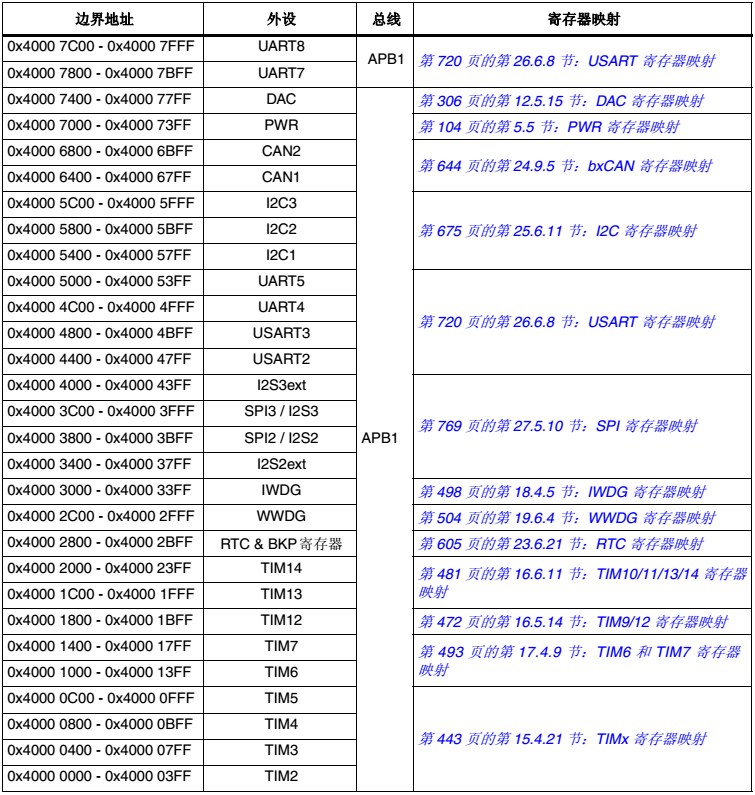 边界地址 外设 总线 寄存器映射
0x4000 7C00 - 0x4000 7FFF UART8 APB1 第 720 页的第 26.6.8 节：USART 寄存器映射
0x4000 7800 - 0x4000 7BFF UART7
0x4000 7400 - 0x4000 77FF DAC APB1 第 306 页的第 12.5.15 节：DAC 寄存器映射
0x4000 7000 - 0x4000 73FF PWR 第 104 页的第 5.5 节：PWR 寄存器映射
0x4000 6800 - 0x4000 6BFF CAN2 第 644 页的第 24.9.5 节：bxCAN 寄存器映射
0x4000 6400 - 0x4000 67FF CAN1
0x4000 5C00 - 0x4000 5FFF I2C3 第 675 页的第 25.6.11 节：I2C 寄存器映射
0x4000 5800 - 0x4000 5BFF I2C2
0x4000 5400 - 0x4000 57FF I2C1
0x4000 5000 - 0x4000 53FF UART5 第 720 页的第 26.6.8 节：USART 寄存器映射
0x4000 4C00 - 0x4000 4FFF UART4
0x4000 4800 - 0x4000 4BFF USART3
0x4000 4400 - 0x4000 47FF USART2
0x4000 4000 - 0x4000 43FF I2S3ext 第 769 页的第 27.5.10 节：SPI 寄存器映射
0x4000 3C00 - 0x4000 3FFF SPI3 / I2S3
0x4000 3800 - 0x4000 3BFF SPI2 / I2S2
0x4000 3400 - 0x4000 37FF I2S2ext
0x4000 3000 - 0x4000 33FF IWDG 第 498 页的第 18.4.5 节：IWDG 寄存器映射
0x4000 2C00 - 0x4000 2FFF WWDG 第 504 页的第 19.6.4 节：WWDG 寄存器映射
0x4000 2800 - 0x4000 2BFF RTC & BKP 寄存器 第 605 页的第 23.6.21 节：RTC 寄存器映射
0x4000 2000 - 0x4000 23FF TIM14 第 481 页的第 16.6.11 节：TIM10/11/13/14 寄存器
映射
0x4000 1C00 - 0x4000 1FFF TIM13
0x4000 1800 - 0x4000 1BFF TIM12 第 472 页的第 16.5.14 节：TIM9/12 寄存器映射
0x4000 1400 - 0x4000 17FF TIM7 第 493 页的第 17.4.9 节：TIM6 和 TIM7 寄存器
映射
0x4000 1000 - 0x4000 13FF TIM6
0x4000 0C00 - 0x4000 0FFF TIM5 第 443 页的第 15.4.21 节：TIMx 寄存器映射
0x4000 0800 - 0x4000 0BFF TIM4
0x4000 0400 - 0x4000 07FF TIM3
0x4000 0000 - 0x4000 03FF TIM2